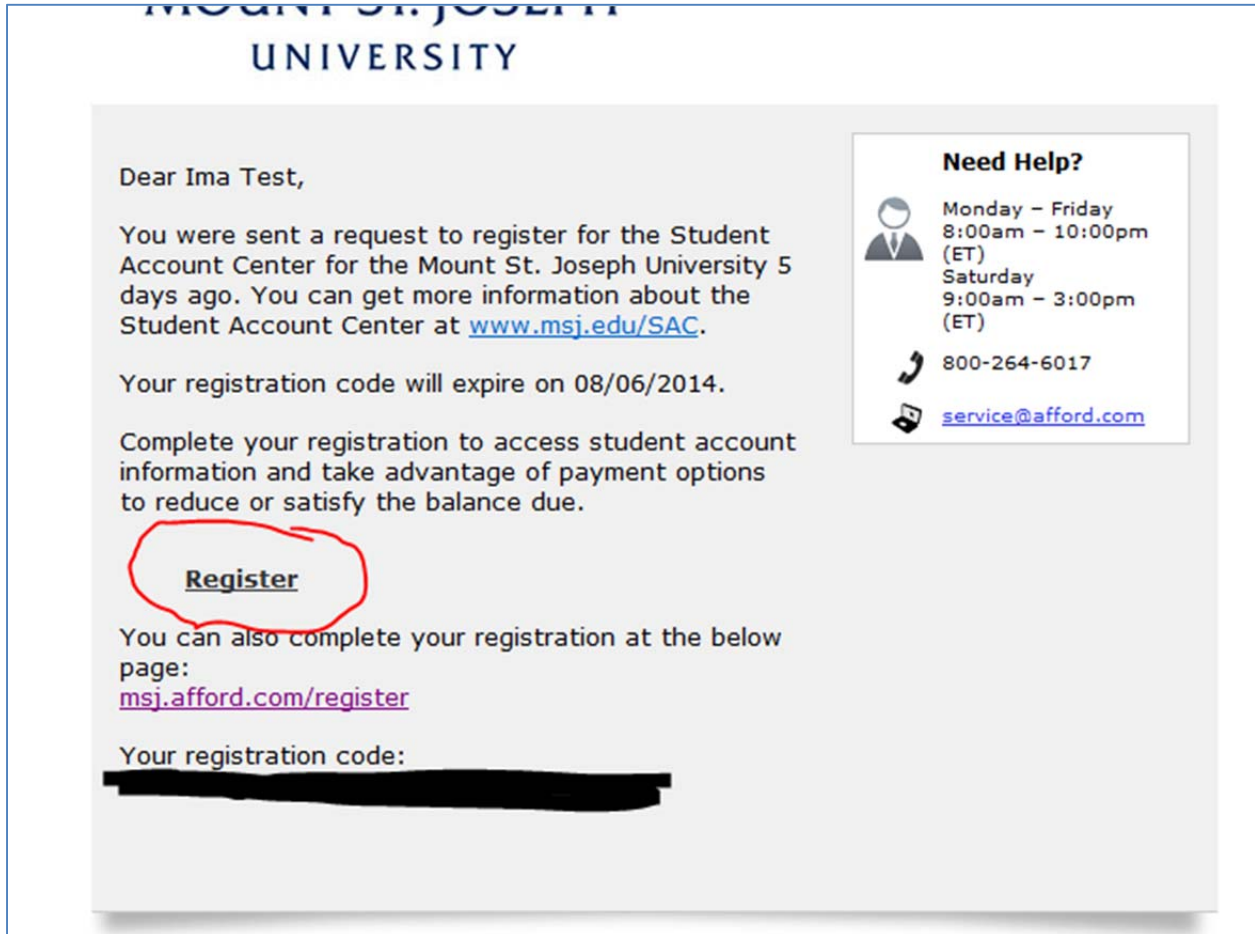 MOUNT ST. JOSEPH
UNIVERSITY
Dear Ima Test,
You were sent a request to register for the Student
Account Center for the Mount St. Joseph University 5
days ago. You can get more information about the
Student Account Center at www.msj.edu/SAC.
Your registration code will expire on 08/06/2014.
Complete your registration to access student account
information and take advantage of payment options
to reduce or satisfy the balance due.
Register
You can also complete your registration at the below
page:
msj.afford.com/register
Your registration code:
Need Help?
Monday – Friday
8:00am – 10:00pm
(ET)
Saturday
9:00am – 3:00pm
(ET)
800-264-6017
service@afford.com